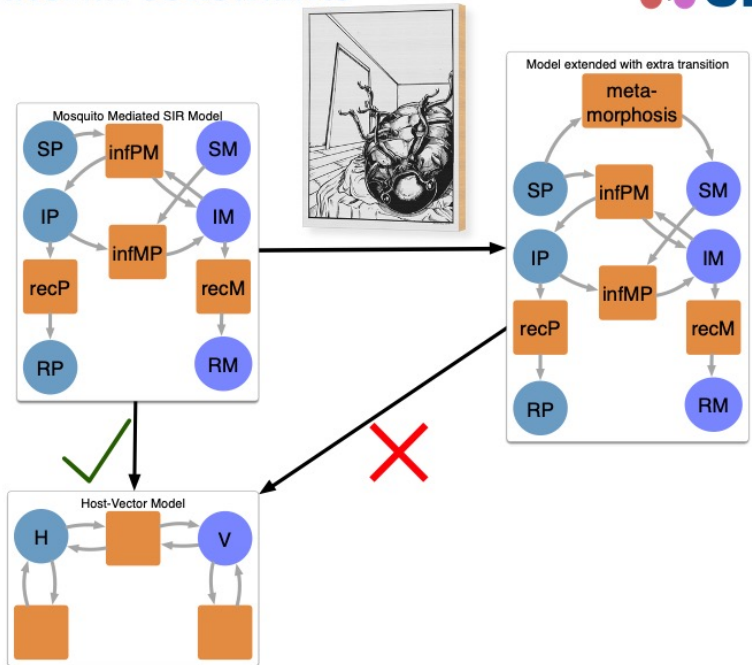 Model extended with extra transition
meta-
morphosis
Mosquito Mediated SIR Model
SP
infPM
SM
IP
IM
infMP
recP
recM
RP
RM
SP
infPM
SM
IP
IM
infMP
recP
recM
RP
RM
Host-Vector Model
H
V